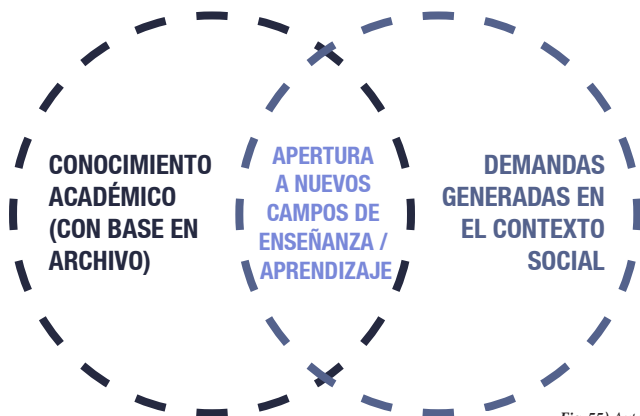 CONOCIMIENTO
ACADÉMICO
(CON BASE EN
ARCHIVO)
APERTURA
A NUEVOS
CAMPOS DE
ENSEÑANZA /
APRENDIZAJE
DEMANDAS
GENERADAS EN
EL CONTEXTO
SOCIAL